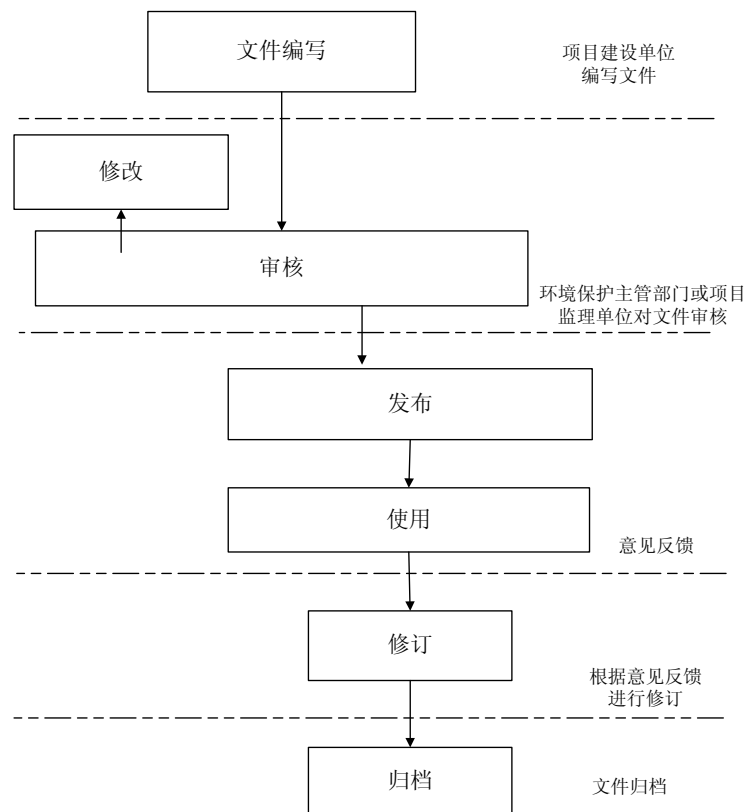 文件编写
项目建设单位
编写文件
修改
审核
环境保护主管部门或项目
监理单位对文件审核
发布
使用
意见反馈
修订
根据意见反馈
进行修订
归档
文件归档